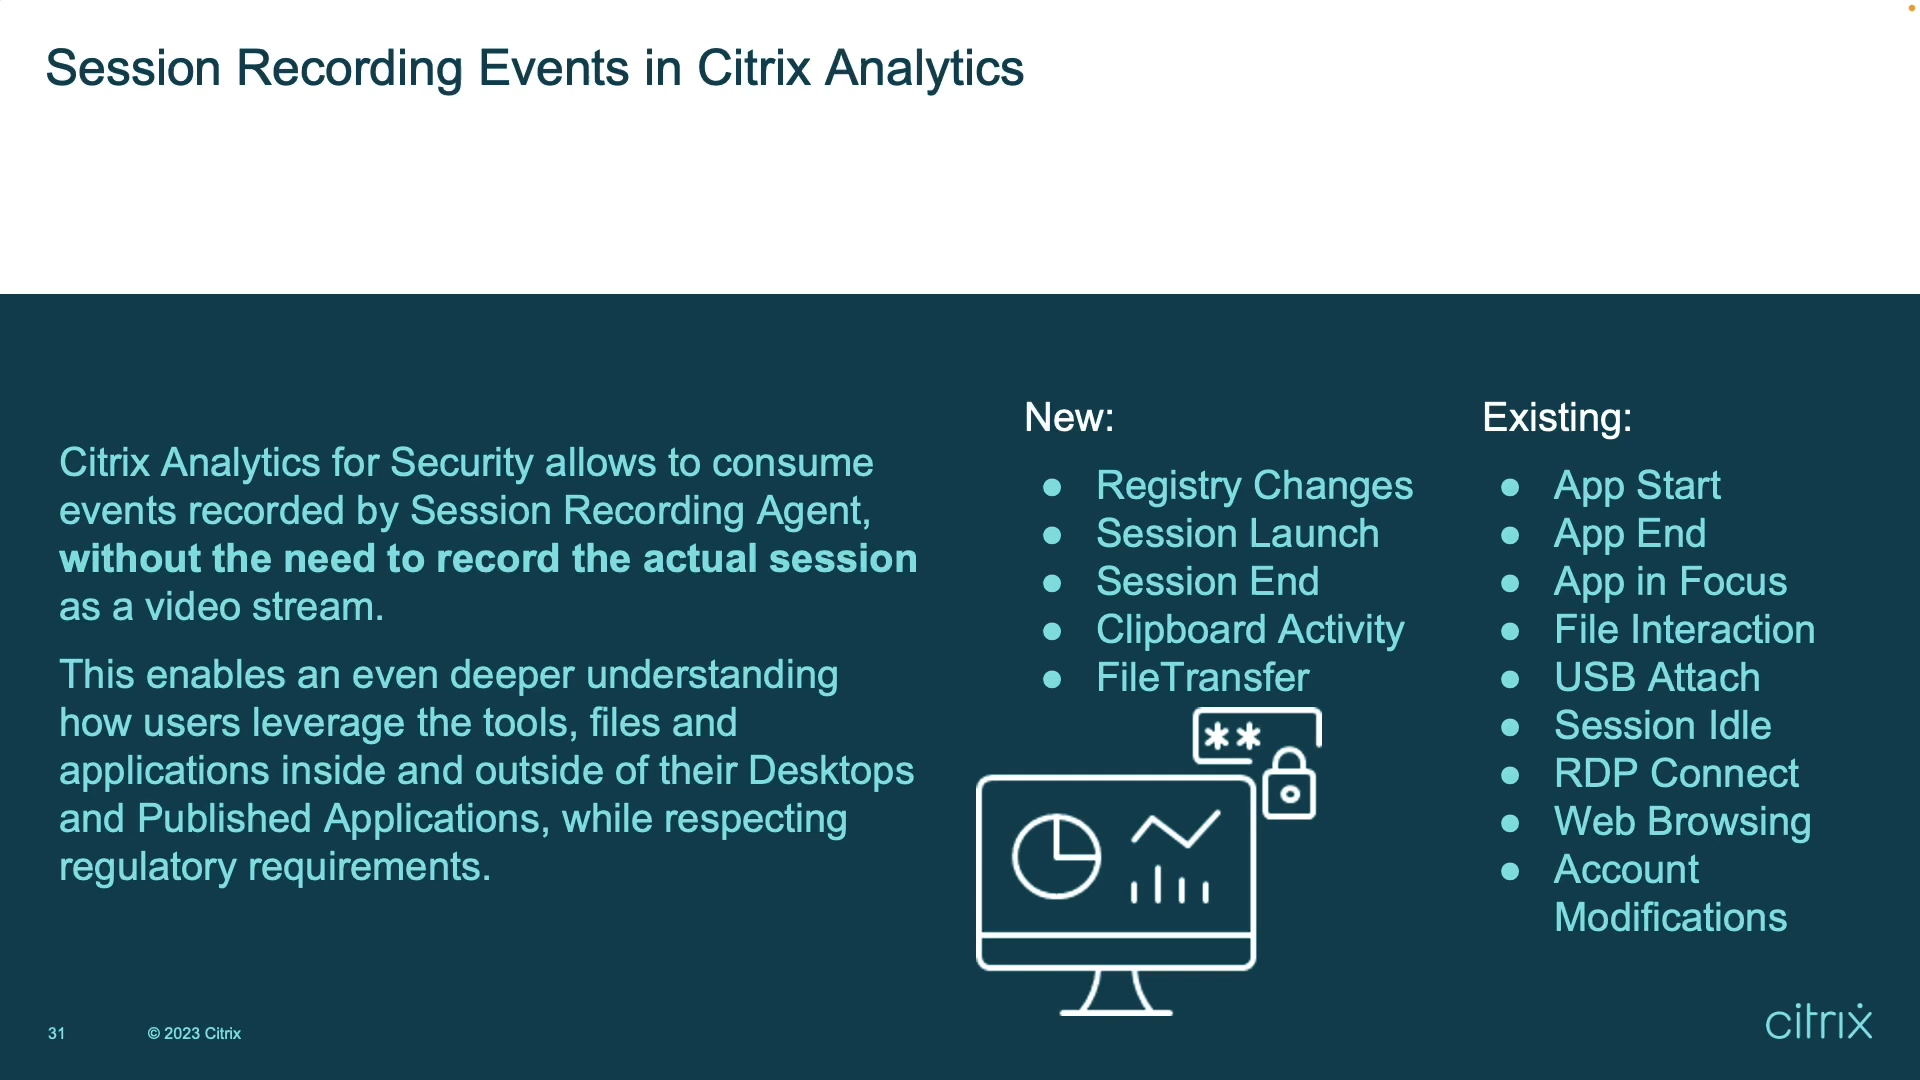 Session Recording Events in Citrix Analytics
Citrix Analytics for Security allows to consume
events recorded by Session Recording Agent,
without the need to record the actual session
as a video stream.
This enables an even deeper understanding
how users leverage the tools, files and
applications inside and outside of their Desktops
and Published Applications, while respecting
regulatory requirements.
New:
● Registry Changes
● Session Launch
● Session End
● Clipboard Activity
● FileTransfer
**
Existing:
● App Start
● App End
● App in Focus
● File Interaction
● USB Attach
● Session Idle
● RDP Connect
● Web Browsing
● Account
Modifications
31
© 2023 Citrix
citrix